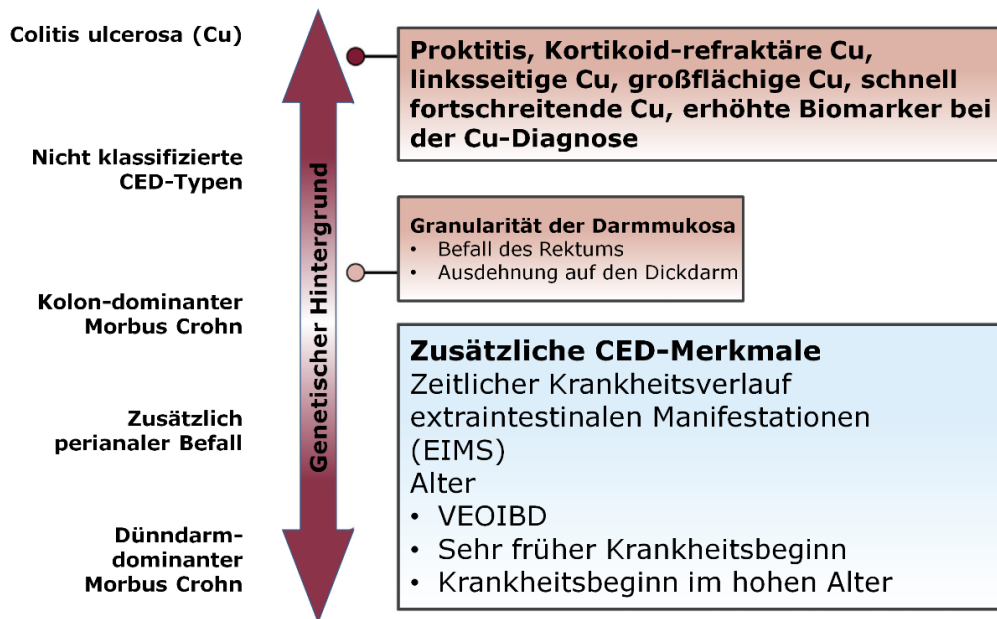 Colitis ulcerosa (Cu)
Nicht klassifizierte
CED-Typen
Kolon-dominanter
Morbus Crohn
Zusätzlich
perianaler Befall
Dünndarm-
dominanter
Morbus Crohn
Genetischer Hintergrund
Proktitis, Kortikoid-refraktäre Cu,
linksseitige Cu, großflächige Cu, schnell
fortschreitende Cu, erhöhte Biomarker bei
der Cu-Diagnose
Granularität der Darmmukosa
• Befall des Rektums
• Ausdehnung auf den Dickdarm
Zusätzliche CED-Merkmale
Zeitlicher Krankheitsverlauf
extraintestinalen Manifestationen
(EIMS)
Alter
• VEOIBD
• Sehr früher Krankheitsbeginn
• Krankheitsbeginn im hohen Alter